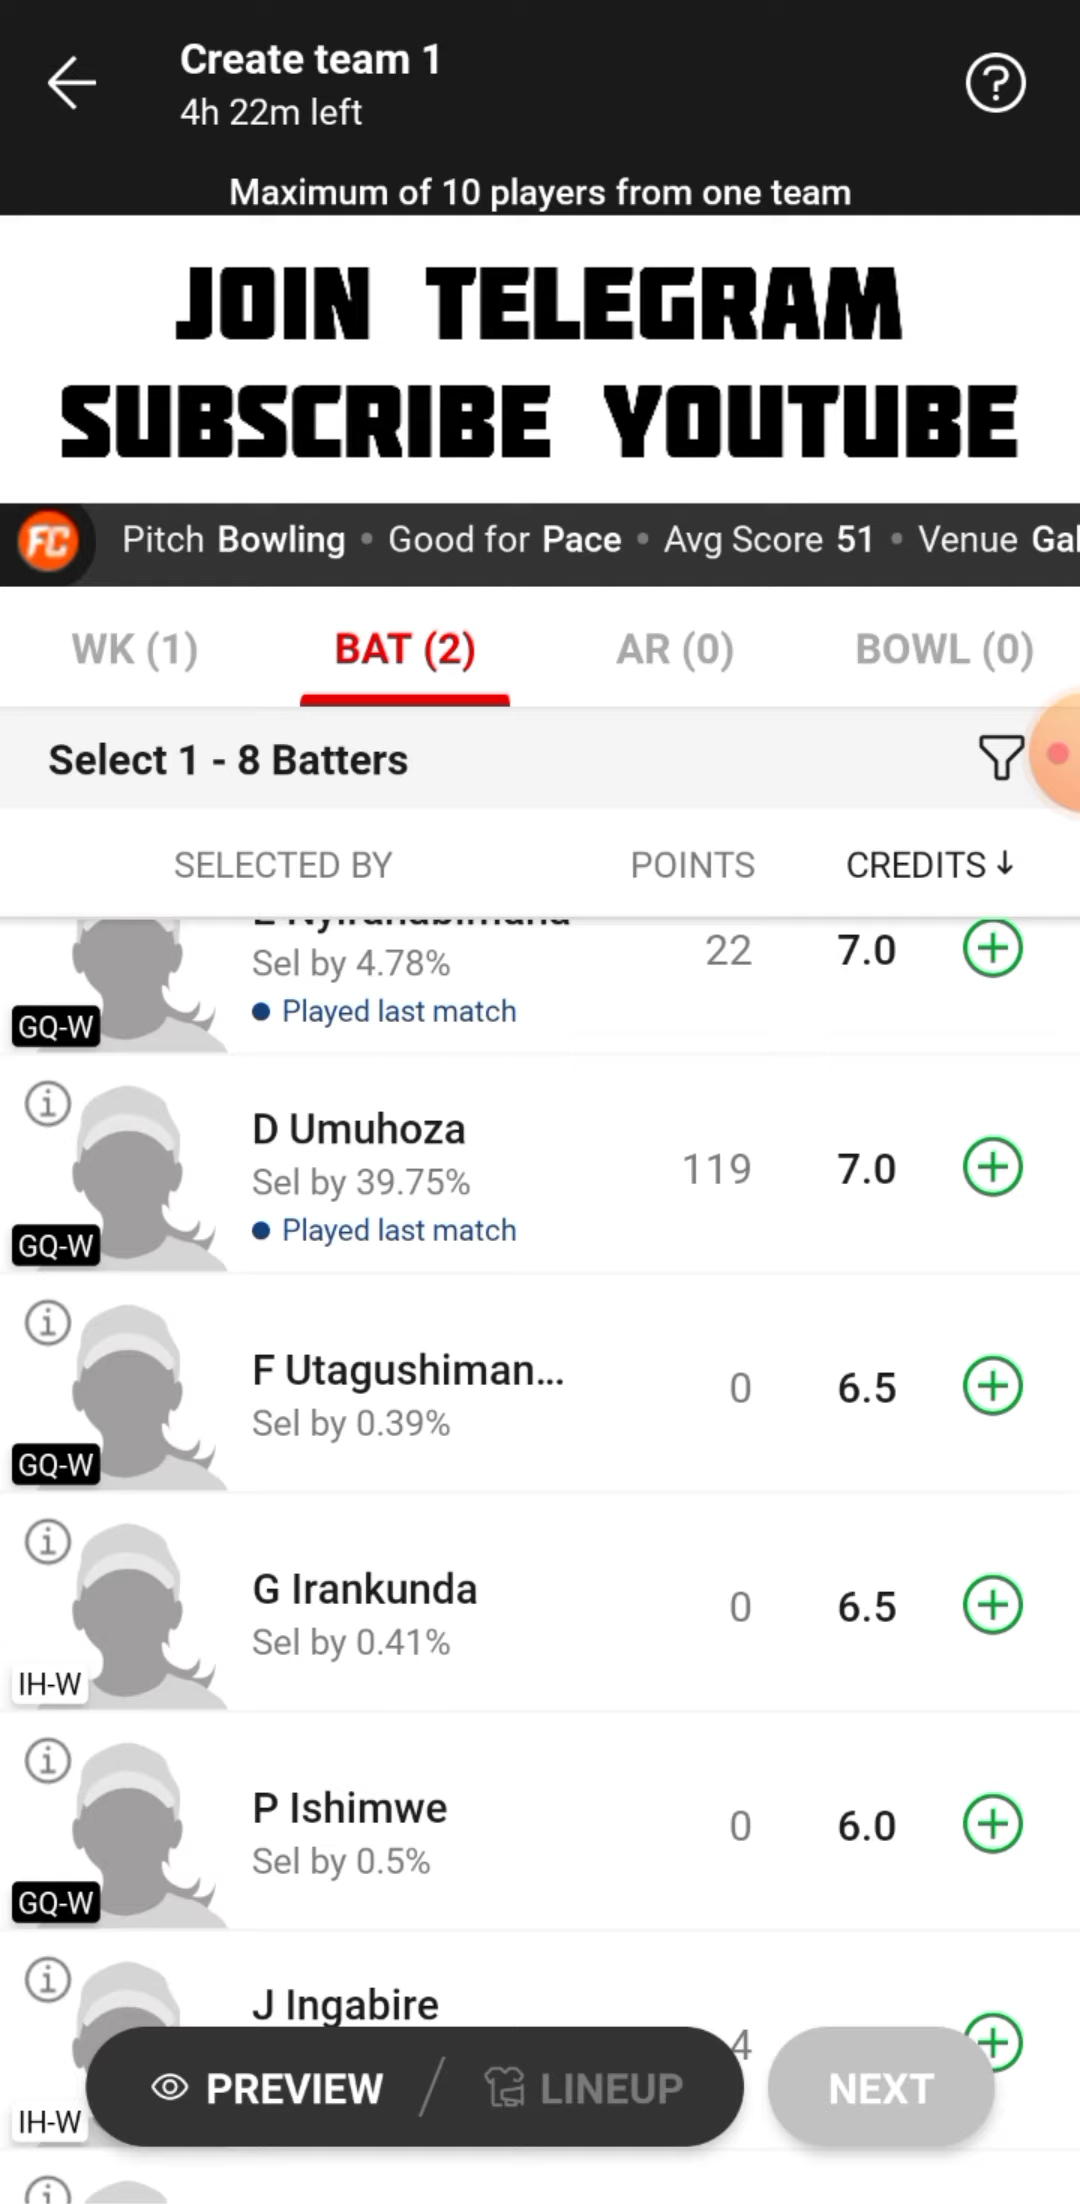 Create team 1
4h 22m left
Maximum of 10 players from one team
JOIN TELEGRAM
SUBSCRIBE YOUTUBE
FC Pitch Bowling • Good for Pace • Avg Score 51 • Venue Gal
WK (1) BAT (2) AR (0) BOWL (0)
Select 1 - 8 Batters
SELECTED BY POINTS CREDITS ↓
Sel by 4.78% 22 7.0
• Played last match
GQ-W
D Umuhoza
Sel by 39.75% 119 7.0
• Played last match
GQ-W
F Utagushiman...
Sel by 0.39% 0 6.5
GQ-W
G Irankunda
Sel by 0.41% 0 6.5
IH-W
P Ishimwe
Sel by 0.5% 0 6.0
GQ-W
J Ingabire
4
PREVIEW / LINEUP NEXT
IH-W